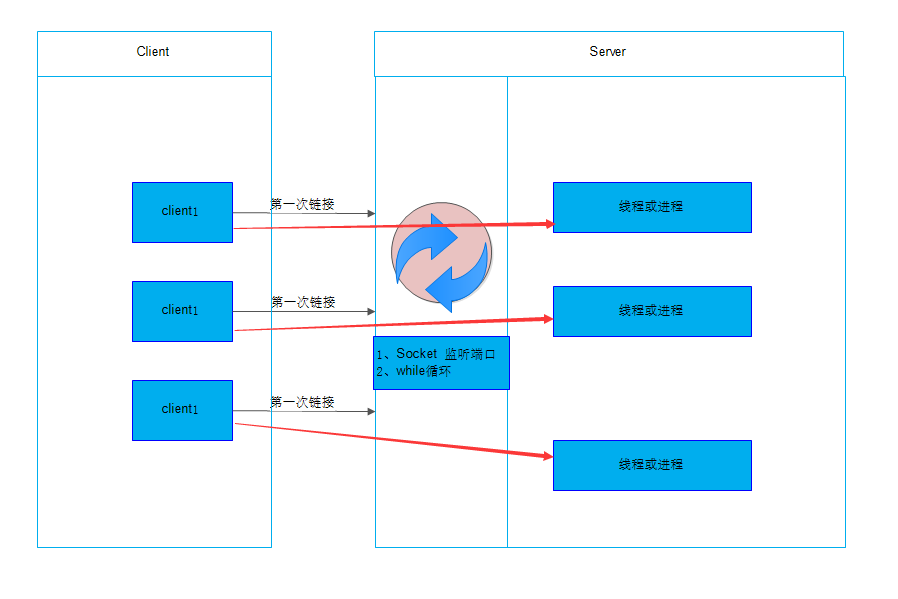 Client
Server
client1
第一次链接
线程或进程
client1
第一次链接
线程或进程
1、Socket 监听端口
2、while循环
client1
第一次链接
线程或进程